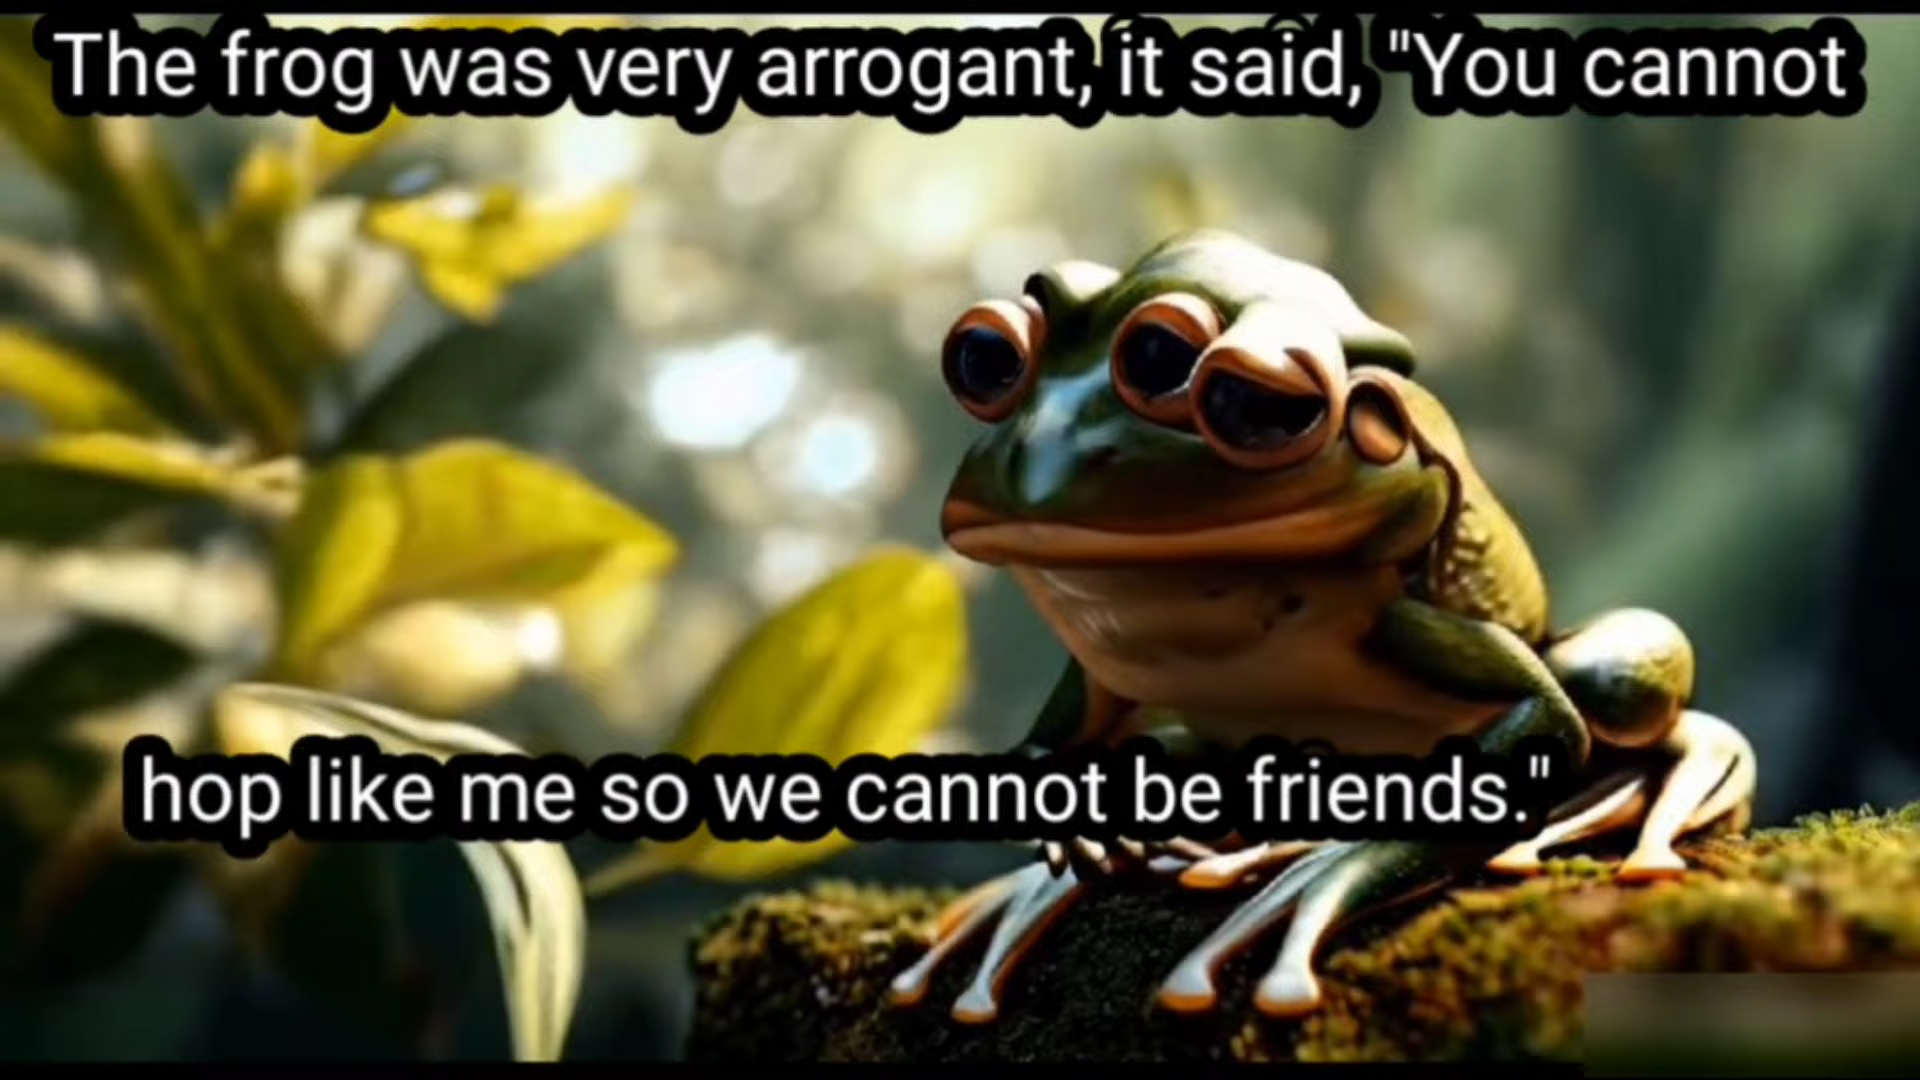 The frog was very arrogant, it said, "You cannot
hop like me so we cannot be friends."